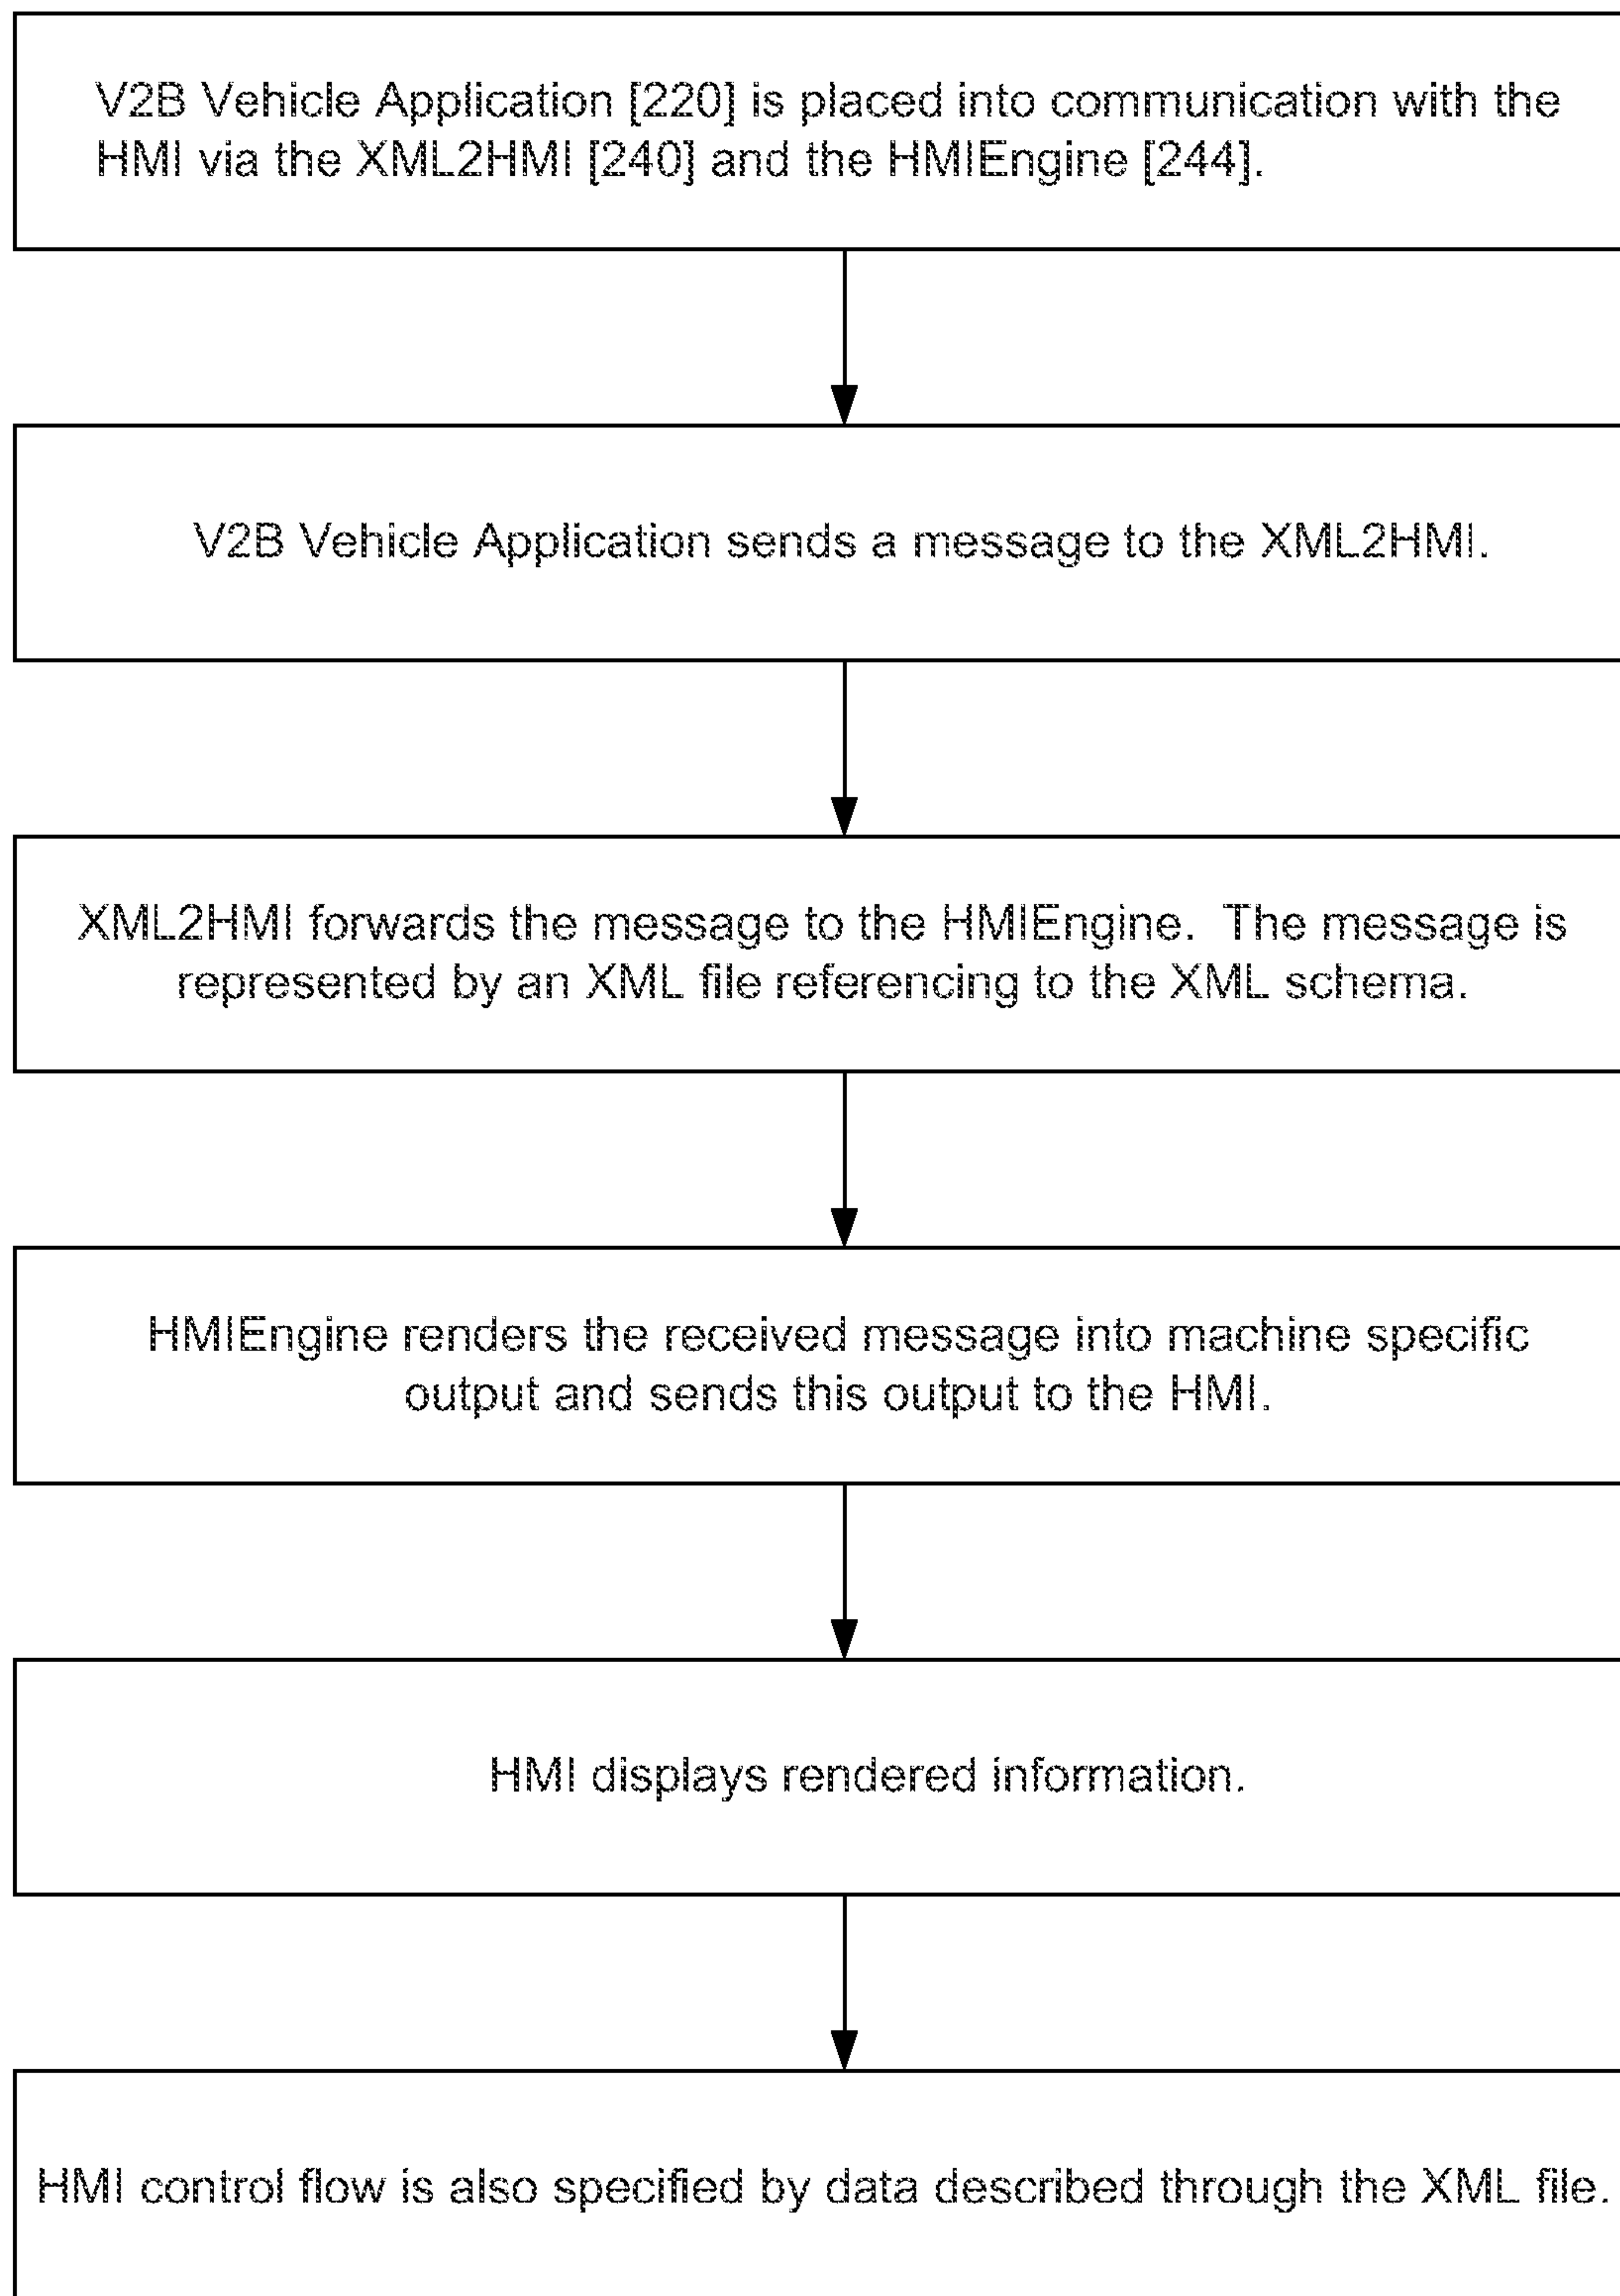 V2B Vehicle Application [220] is placed into communication with the
HMI via the XML2HMI [240] and the HMIEngine [244].
V2B Vehicle Application sends a message to the XML2HMI.
XML2HMI forwards the message to the HMIEngine.  The message is
represented by an XML file referencing to the XML schema.
HMIEngine renders the received message into machine specific
output and sends this output to the HMI.
HMI displays rendered information.
HMI control flow is also specified by data described through the XML file.